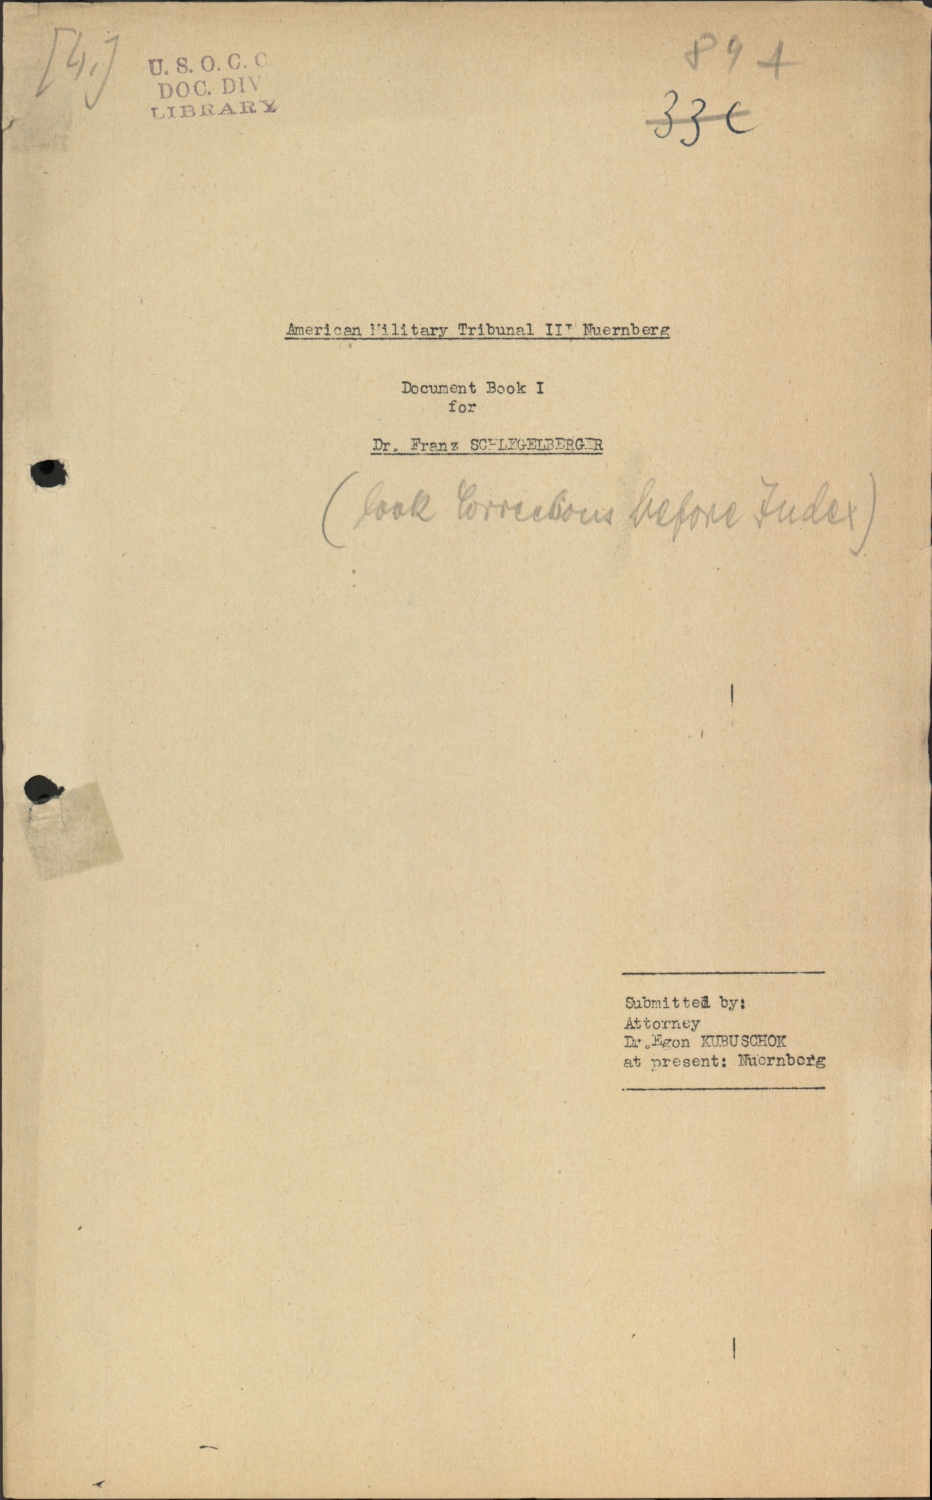 [4.]
U. S. O. C. C
DOC. DIV
LIBRARY
89 A
33C
American Military Tribunal III Nuernberg
Document Book I
for
Dr. Franz SCHLEGELBERGER
(look Corrections before Index)
Submitted by:
Attorney
Dr.Egon KUBUSCHOK
at present: Nuernberg